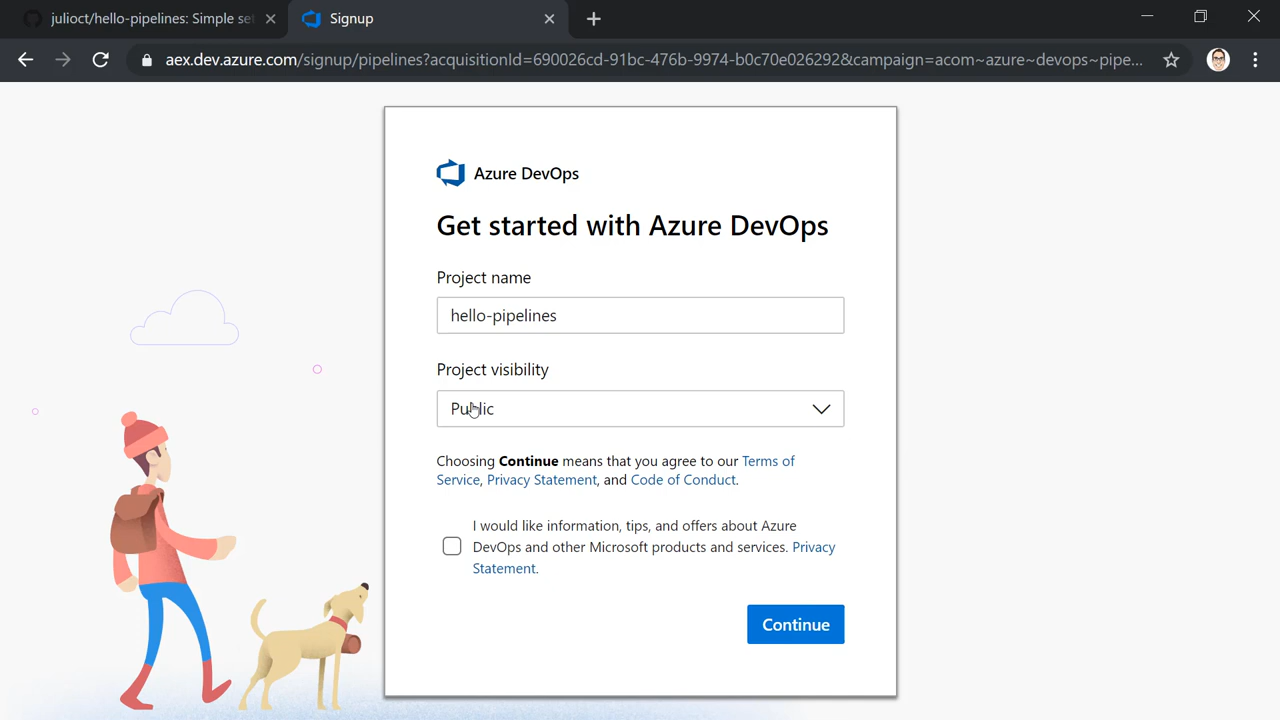 julioct/hello-pipelines: Simple set
Signup
aex.dev.azure.com/signup/pipelines?acquisitionId=690026cd-91bc-476b-9974-b0c70e026292&campaign=acom~azure~devops~pipe...
Azure DevOps
Get started with Azure DevOps
Project name
hello-pipelines
Project visibility
Public
Choosing Continue means that you agree to our Terms of
Service, Privacy Statement, and Code of Conduct.
I would like information, tips, and offers about Azure
DevOps and other Microsoft products and services. Privacy
Statement.
Continue